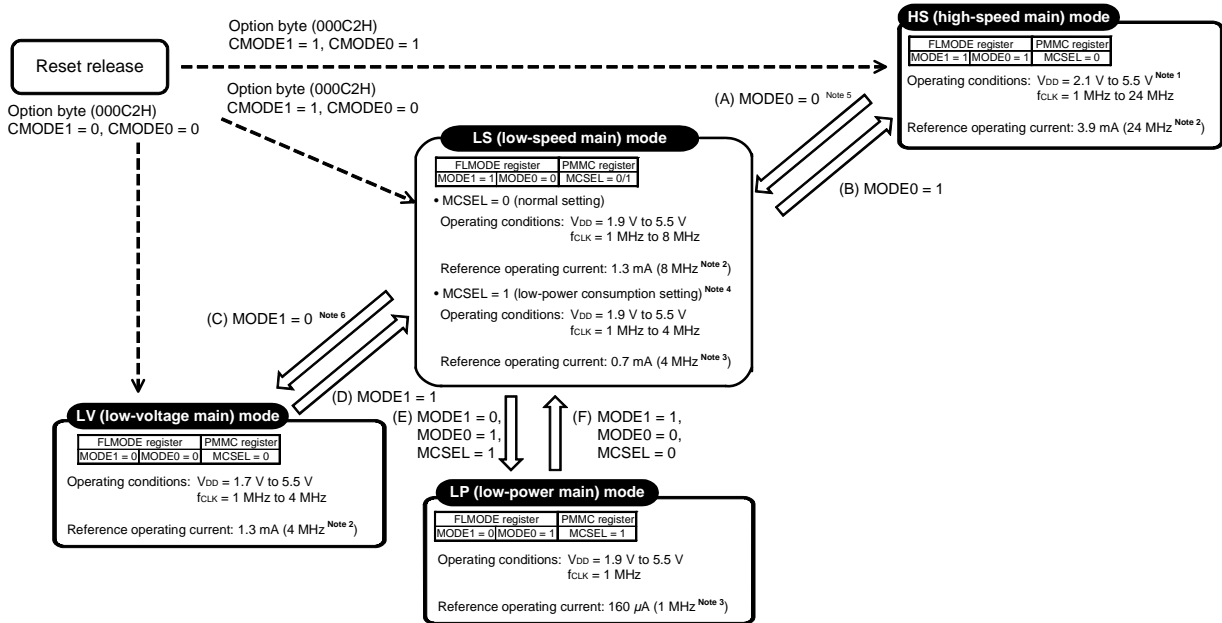 HS (high-speed main) mode
FLMODE register PMMC register
MODE1 = 1 MODE0 = 1 MCSEL = 0
Operating conditions: VDD = 2.1 V to 5.5 V Note 1
fCLK = 1 MHz to 24 MHz
Reference operating current: 3.9 mA (24 MHz Note 2)
Option byte (000C2H)
CMODE1 = 1, CMODE0 = 1
Reset release
Option byte (000C2H)
CMODE1 = 1, CMODE0 = 0
Option byte (000C2H)
CMODE1 = 0, CMODE0 = 0
(A) MODE0 = 0 Note 5
(B) MODE0 = 1
LS (low-speed main) mode
FLMODE register PMMC register
MODE1 = 1 MODE0 = 0 MCSEL = 0/1
• MCSEL = 0 (normal setting)
Operating conditions: VDD = 1.9 V to 5.5 V
fCLK = 1 MHz to 8 MHz
Reference operating current: 1.3 mA (8 MHz Note 2)
• MCSEL = 1 (low-power consumption setting) Note 4
Operating conditions: VDD = 1.9 V to 5.5 V
fCLK = 1 MHz to 4 MHz
Reference operating current: 0.7 mA (4 MHz Note 3)
(C) MODE1 = 0 Note 6
(D) MODE1 = 1
(E) MODE1 = 0,
MODE0 = 1,
MCSEL = 1
(F) MODE1 = 1,
MODE0 = 0,
MCSEL = 0
LV (low-voltage main) mode
FLMODE register PMMC register
MODE1 = 0 MODE0 = 0 MCSEL = 0
Operating conditions: VDD = 1.7 V to 5.5 V
fCLK = 1 MHz to 4 MHz
Reference operating current: 1.3 mA (4 MHz Note 2)
LP (low-power main) mode
FLMODE register PMMC register
MODE1 = 0 MODE0 = 1 MCSEL = 1
Operating conditions: VDD = 1.9 V to 5.5 V
fCLK = 1 MHz
Reference operating current: 160 µA (1 MHz Note 3)